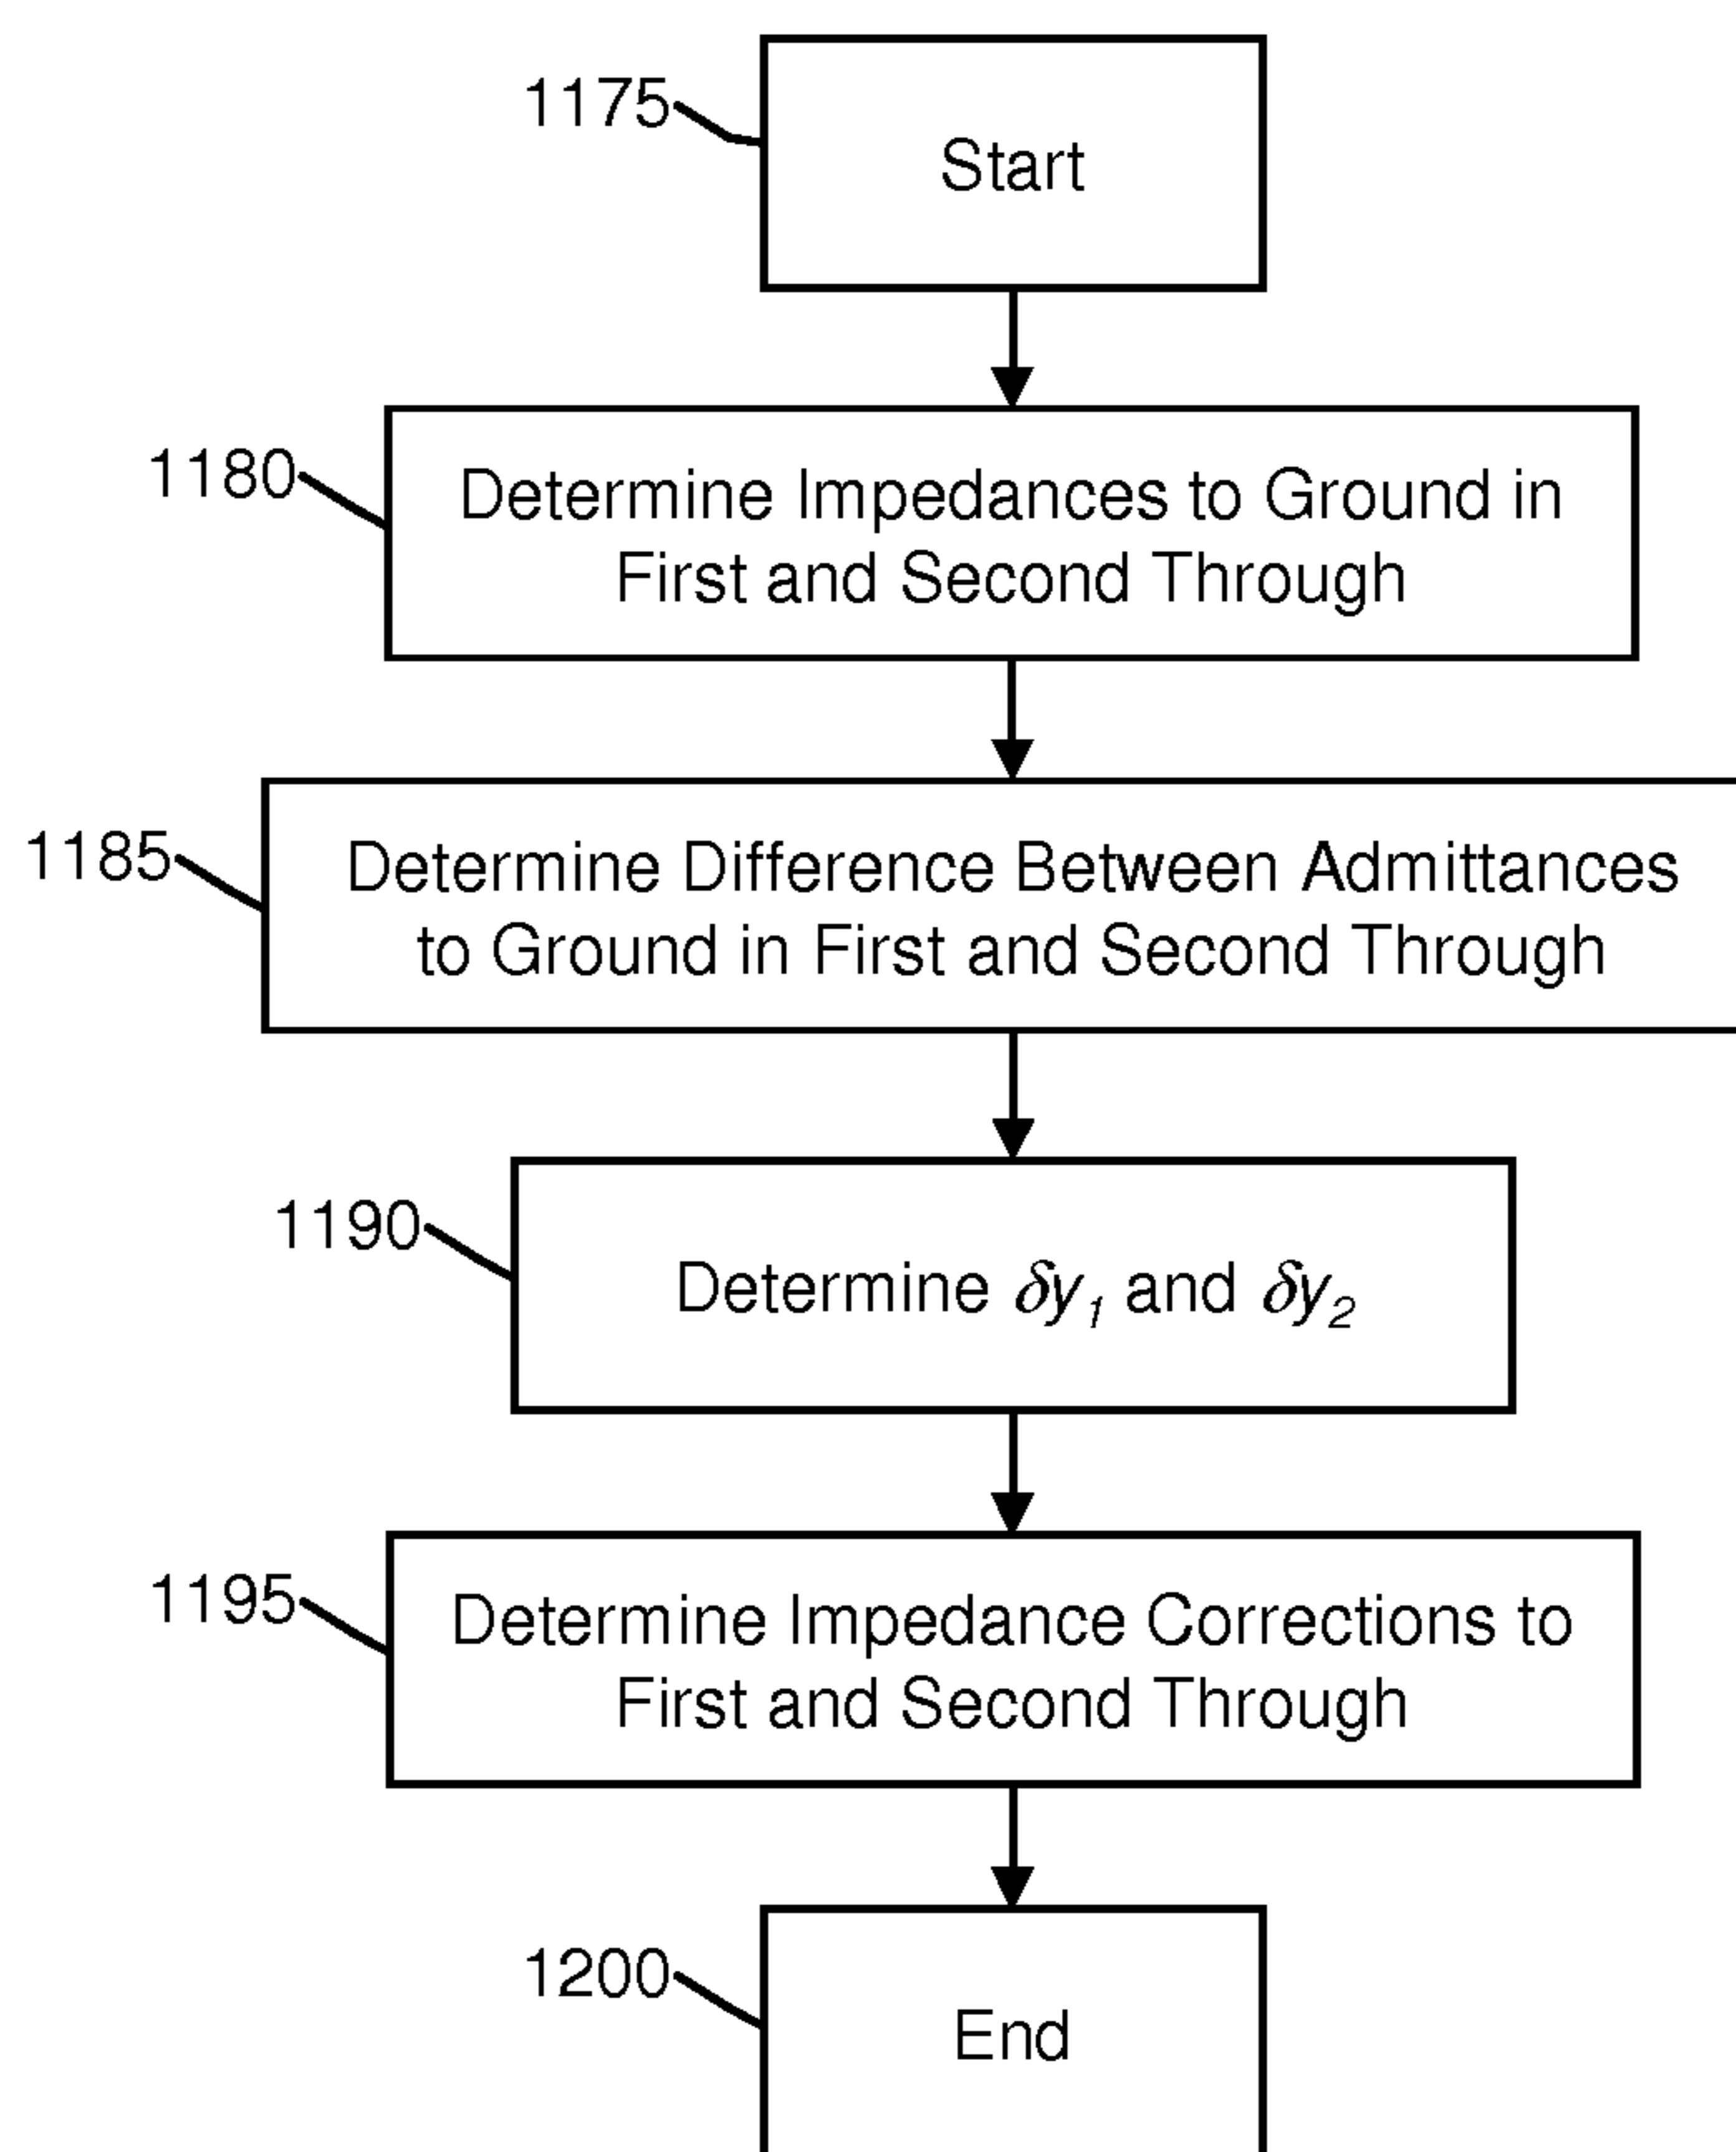 1175
Start
1180
Determine Impedances to Ground in
First and Second Through
1185
Determine Difference Between Admittances
to Ground in First and Second Through
1190
Determine δy₁ and δy₂
1195
Determine Impedance Corrections to
First and Second Through
1200
End